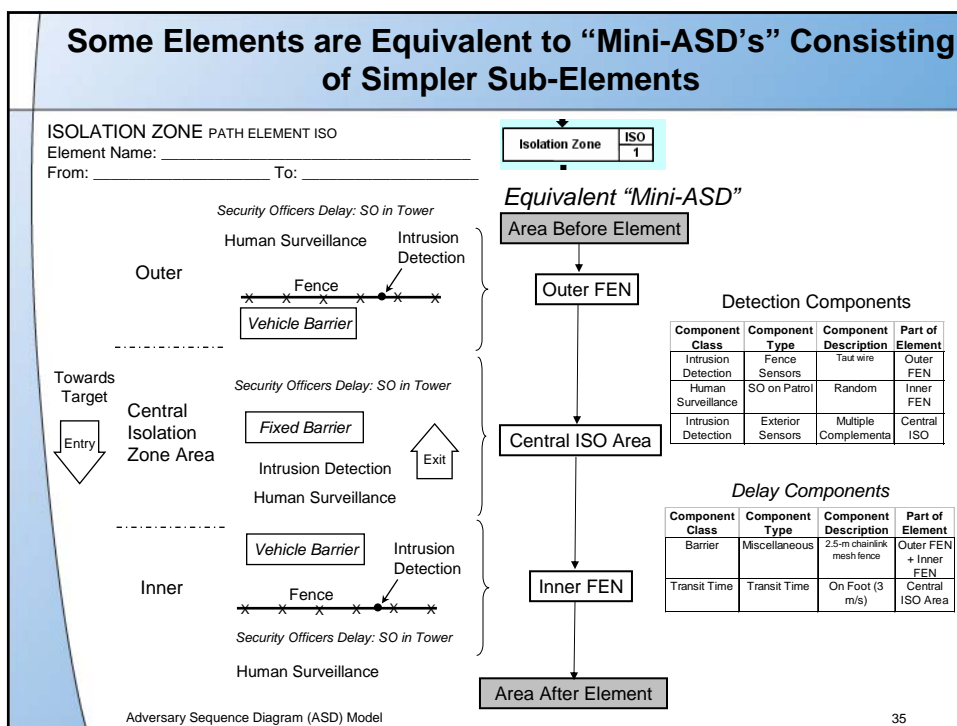 Some Elements are Equivalent to “Mini-ASD’s” Consisting
of Simpler Sub-Elements
ISOLATION ZONE PATH ELEMENT ISO
Element Name: ______________________________________
From: ______________________ To: ______________________
Isolation Zone
ISO
1
Equivalent “Mini-ASD”
Security Officers Delay: SO in Tower
Human Surveillance
Intrusion
Detection
Outer
Fence
X X X X X X
Vehicle Barrier
Towards
Target
Entry
Central
Isolation
Zone Area
Security Officers Delay: SO in Tower
Fixed Barrier
Exit
Intrusion Detection
Human Surveillance
Inner
Vehicle Barrier
Intrusion
Detection
Fence
X X X X X X
Security Officers Delay: SO in Tower
Human Surveillance
Area Before Element
Outer FEN
Central ISO Area
Inner FEN
Area After Element
Detection Components
Component Component Component Part of
Class Type Description Element
Intrusion Fence Taut wire Outer
Detection Sensors FEN
Human SO on Patrol Random Inner
Surveillance FEN
Intrusion Exterior Multiple Central
Detection Sensors Complementa ISO
Delay Components
Component Component Component Part of
Class Type Description Element
Barrier Miscellaneous 2.5-m chainlink Outer FEN
mesh fence + Inner
FEN
Transit Time Transit Time On Foot (3 Central
m/s) ISO Area
Adversary Sequence Diagram (ASD) Model
35